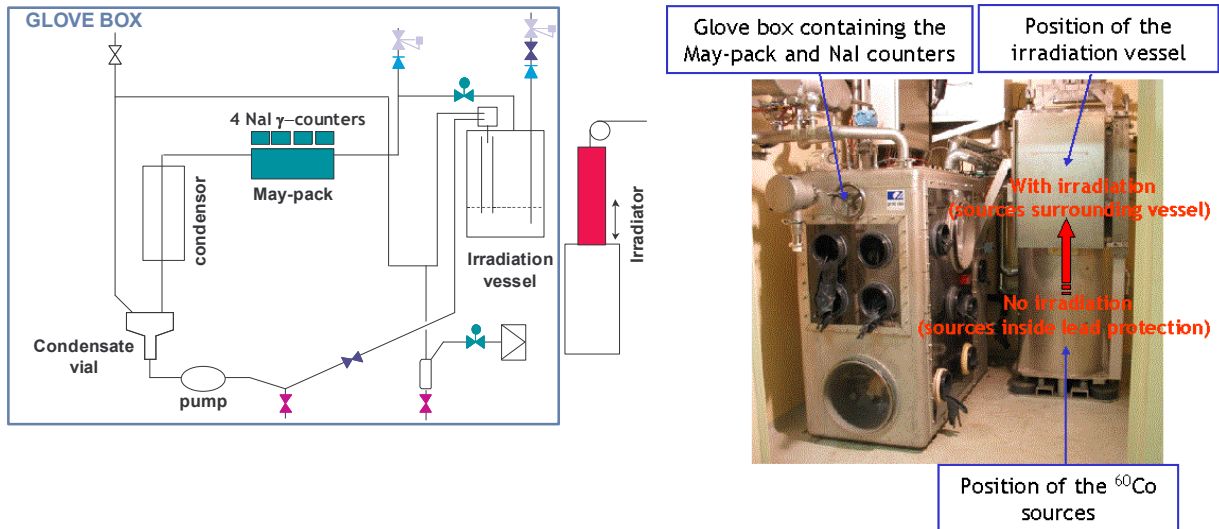 GLOVE BOX
4 NaI γ–counters
May-pack
condensor
Irradiation
vessel
Irradiator
Condensate
vial
pump
Glove box containing the
May-pack and NaI counters
Position of the
irradiation vessel
With irradiation
(sources surrounding vessel)
No irradiation
(sources inside lead protection)
Position of the ⁶⁰Co
sources